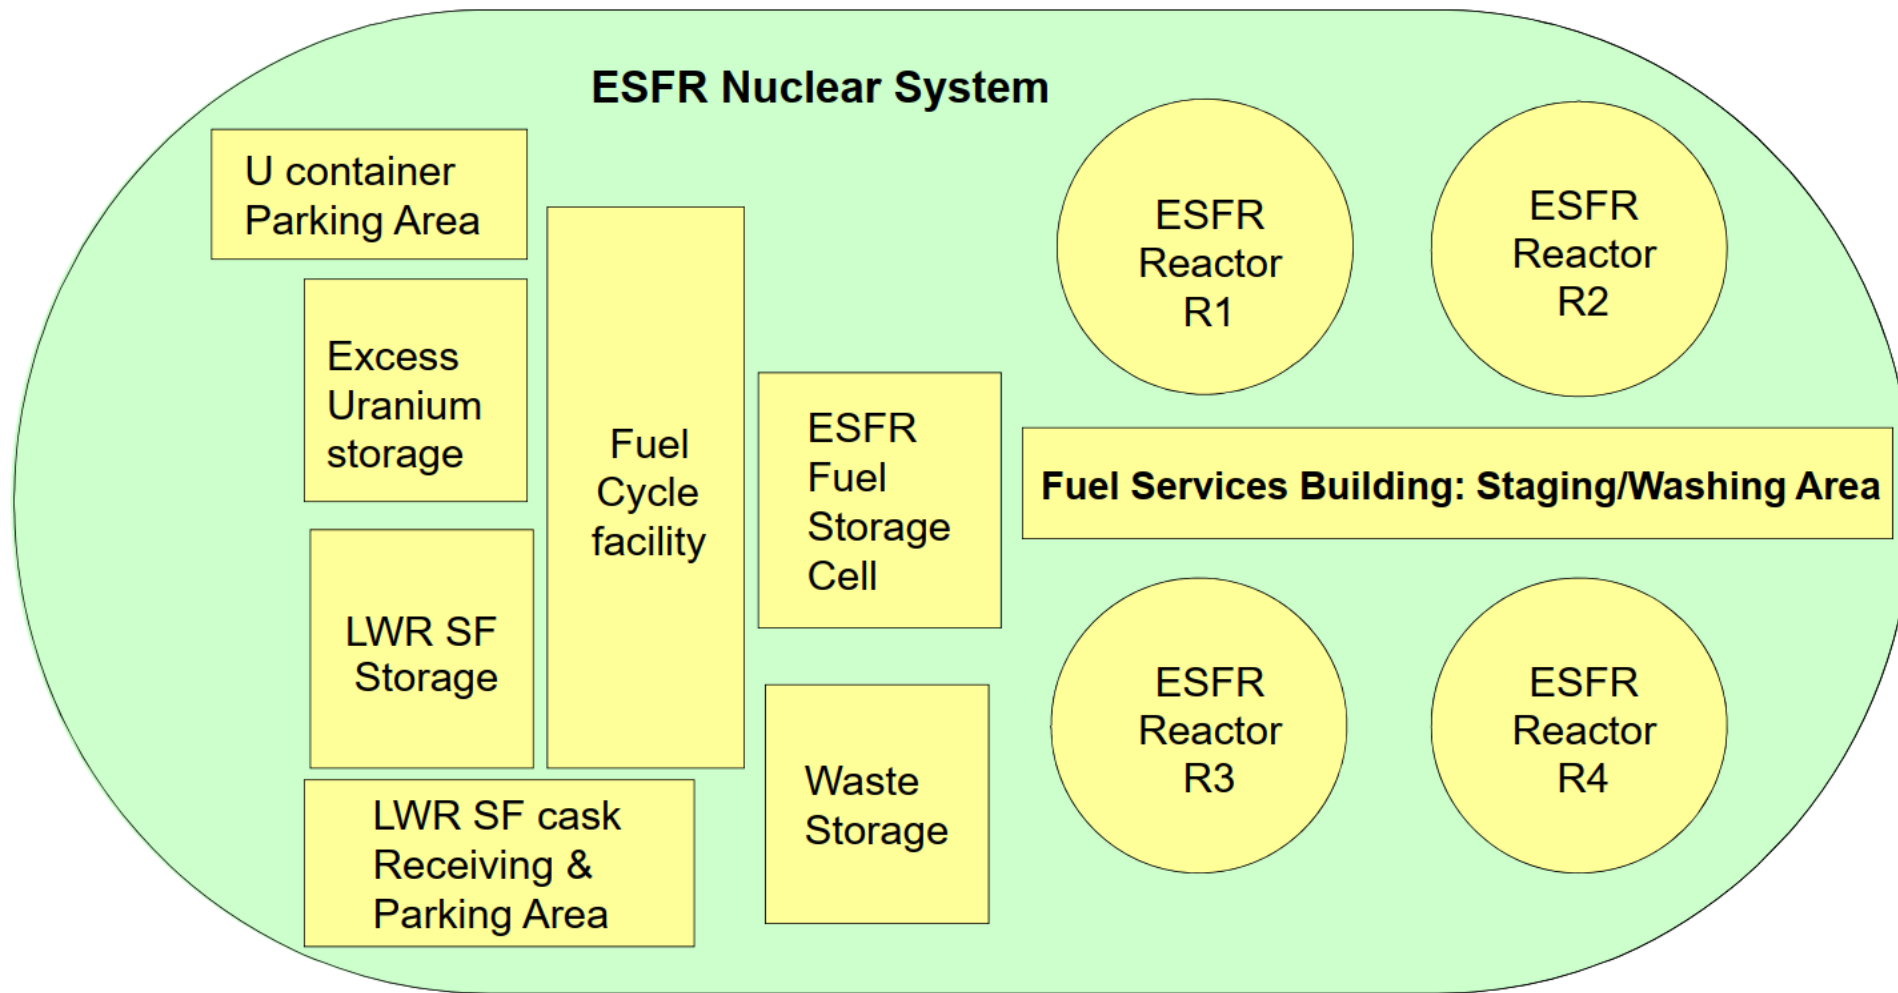 ESFR Nuclear System
U container
Parking Area
Excess
Uranium
storage
LWR SF
Storage
LWR SF cask
Receiving &
Parking Area
Fuel
Cycle
facility
ESFR
Fuel
Storage
Cell
Waste
Storage
ESFR
Reactor
R1
ESFR
Reactor
R2
Fuel Services Building: Staging/Washing Area
ESFR
Reactor
R3
ESFR
Reactor
R4